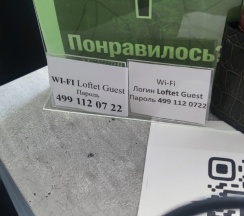 Понравилось?
WI-FI Loftet Guest
Пароль
499 112 07 22
Wi-Fi
Логин Loftet Guest
Пароль 499 112 0722